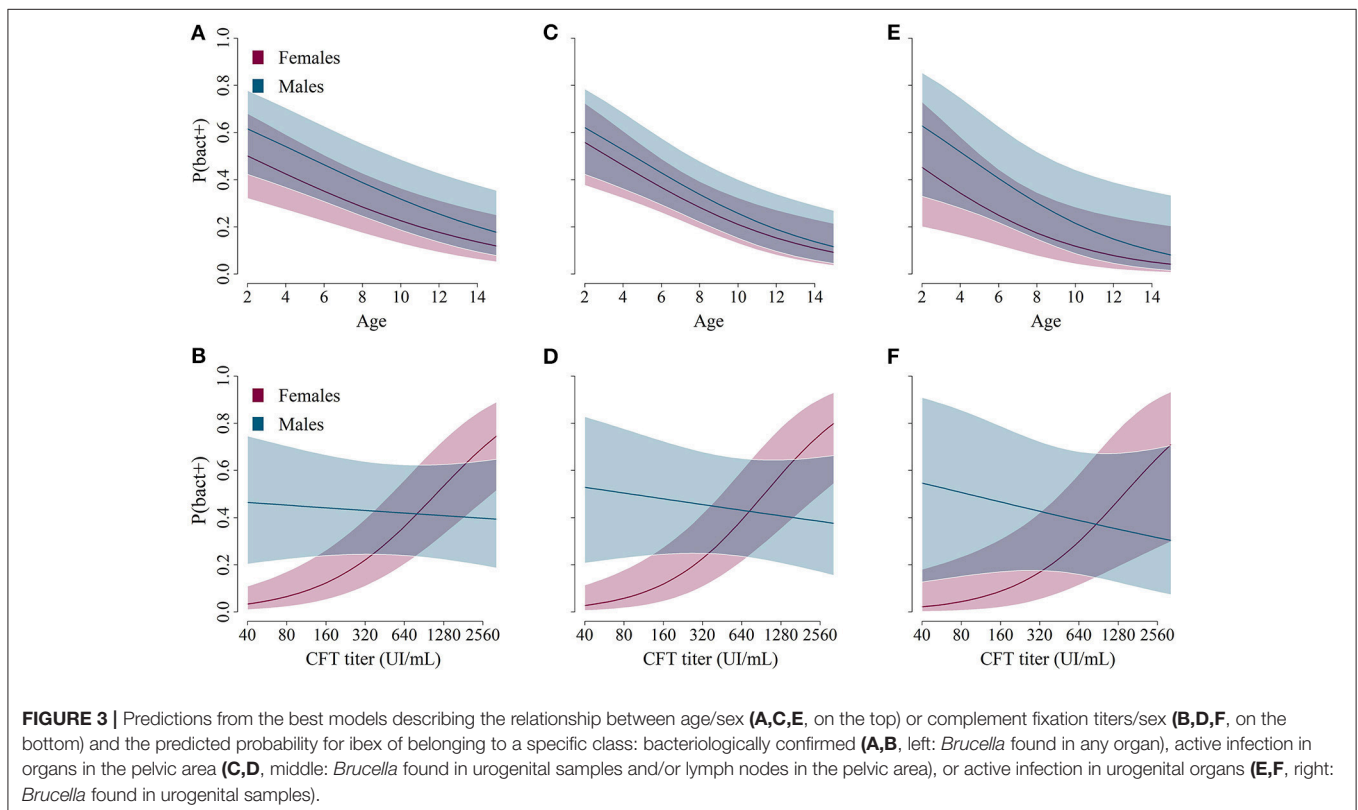 A
C
E
1.0
0.8
0.6
0.4
0.2
0.0
P(bact+)
Females
Males
2 4 6 8 10 12 14
2 4 6 8 10 12 14
2 4 6 8 10 12 14
Age
Age
Age
B
D
F
1.0
0.8
0.6
0.4
0.2
0.0
P(bact+)
Females
Males
40 80 160 320 640 1280 2560
40 80 160 320 640 1280 2560
40 80 160 320 640 1280 2560
CFT titer (UI/mL)
CFT titer (UI/mL)
CFT titer (UI/mL)
FIGURE 3 | Predictions from the best models describing the relationship between age/sex (A,C,E, on the top) or complement fixation titers/sex (B,D,F, on the
bottom) and the predicted probability for ibex of belonging to a specific class: bacteriologically confirmed (A,B, left: Brucella found in any organ), active infection in
organs in the pelvic area (C,D, middle: Brucella found in urogenital samples and/or lymph nodes in the pelvic area), or active infection in urogenital organs (E,F, right:
Brucella found in urogenital samples).